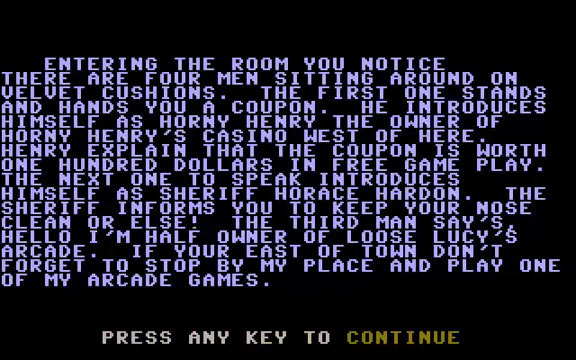 ENTERING THE ROOM YOU NOTICE
THERE ARE FOUR MEN SITTING AROUND ON
VELVET CUSHIONS. THE FIRST ONE STANDS
AND HANDS YOU A COUPON. HE INTRODUCES
HIMSELF AS HORNY HENRY THE OWNER OF
HORNY HENRY'S CASINO WEST OF HERE.
HENRY EXPLAIN THAT THE COUPON IS WORTH
ONE HUNDRED DOLLARS IN FREE GAME PLAY.
THE NEXT ONE TO SPEAK INTRODUCES
HIMSELF AS SHERIFF HORACE HARDON. THE
SHERIFF INFORMS YOU TO KEEP YOUR NOSE
CLEAN OR ELSE! THE THIRD MAN SAY'S,
HELLO I'M HALF OWNER OF LOOSE LUCY'S
ARCADE. IF YOUR EAST OF TOWN DON'T
FORGET TO STOP BY MY PLACE AND PLAY ONE
OF MY ARCADE GAMES.
PRESS ANY KEY TO CONTINUE